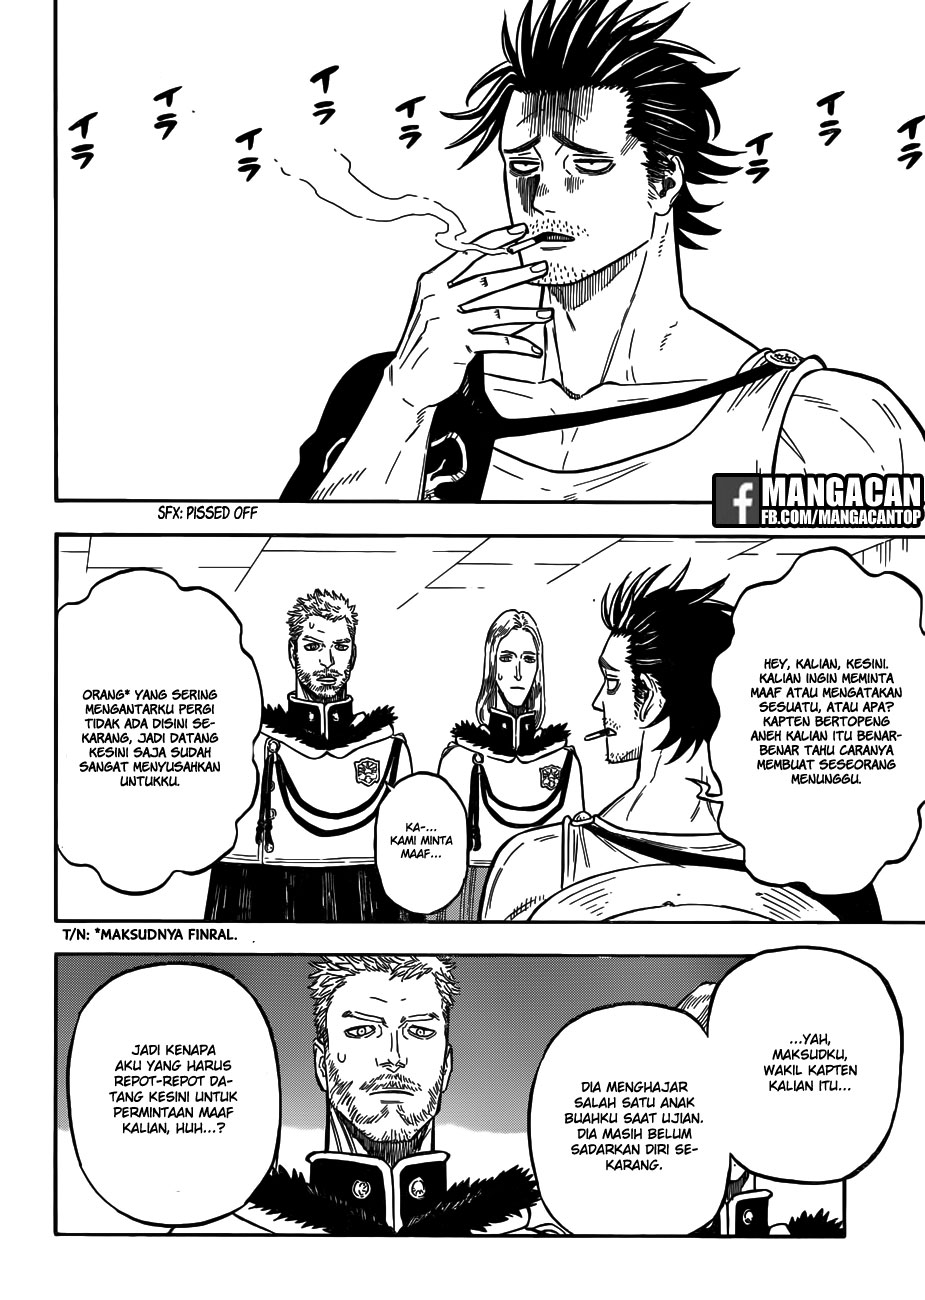 イラ
イラ
イラ
イラ
イラ
イラ
イラ
イラ
MANGACAN
FB.COM/MANGACANTOP
SFX: PISSED OFF
HEY, KALIAN, KESINI.
KALIAN INGIN MEMINTA
MAAF ATAU MENGATAKAN
SESUATU, ATAU APA?
KAPTEN BERTOPENG
ANEH KALIAN ITU BENAR-
BENAR TAHU CARANYA
MEMBUAT SESEORANG
MENUNGGU.
ORANG* YANG SERING
MENGANTARKU PERGI
TIDAK ADA DISINI SE-
KARANG, JADI DATANG
KESINI SAJA SUDAH
SANGAT MENYUSAHKAN
UNTUKKU.
KA-...
KAMI MINTA
MAAF...
T/N: *MAKSUDNYA FINRAL.
...YAH,
MAKSUDKU,
WAKIL KAPTEN
KALIAN ITU...
DIA MENGHAJAR
SALAH SATU ANAK
BUAHKU SAAT UJIAN.
DIA MASIH BELUM
SADARKAN DIRI SE-
KARANG.
JADI KENAPA
AKU YANG HARUS
REPOT-REPOT DA-
TANG KESINI UNTUK
PERMINTAAN MAAF
KALIAN, HUH...?